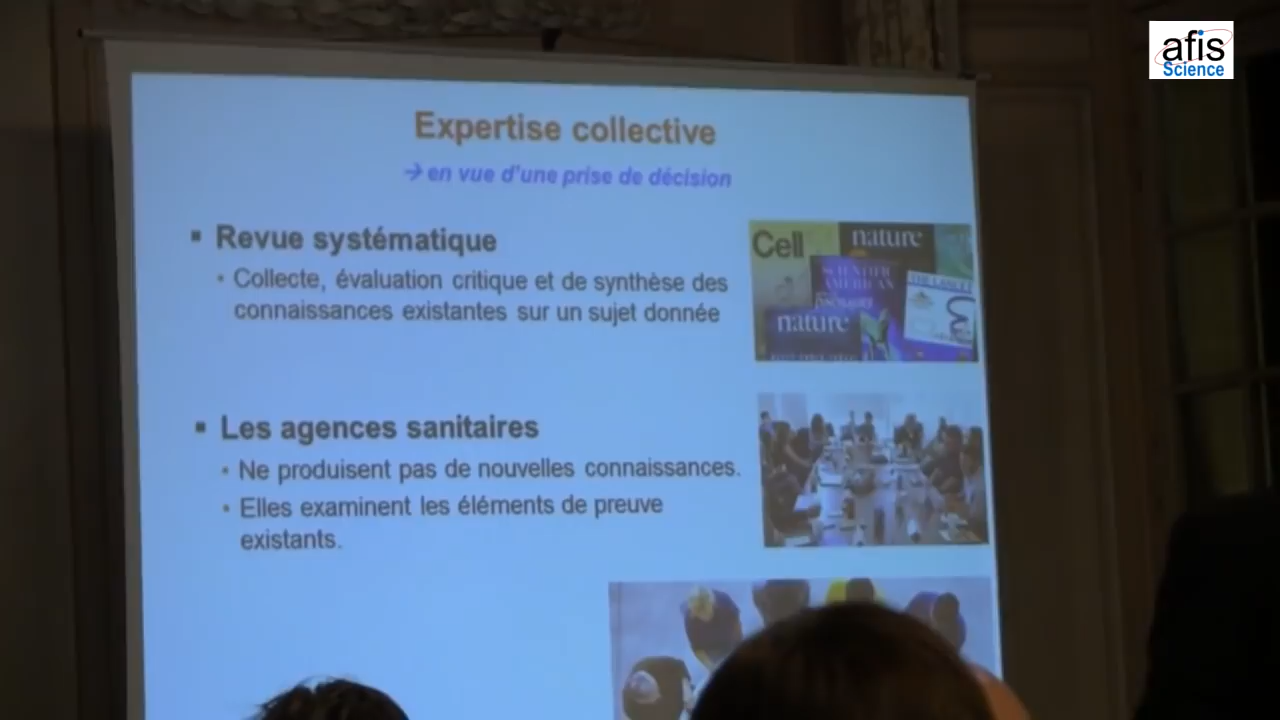 afis
Science
Expertise collective
→ en vue d'une prise de décision
▪ Revue systématique
• Collecte, évaluation critique et de synthèse des
connaissances existantes sur un sujet donnée
Cell
nature
SCIENTIFIC
AMERICAN
THE LANCET
nature
▪ Les agences sanitaires
• Ne produisent pas de nouvelles connaissances.
• Elles examinent les éléments de preuve
existants.